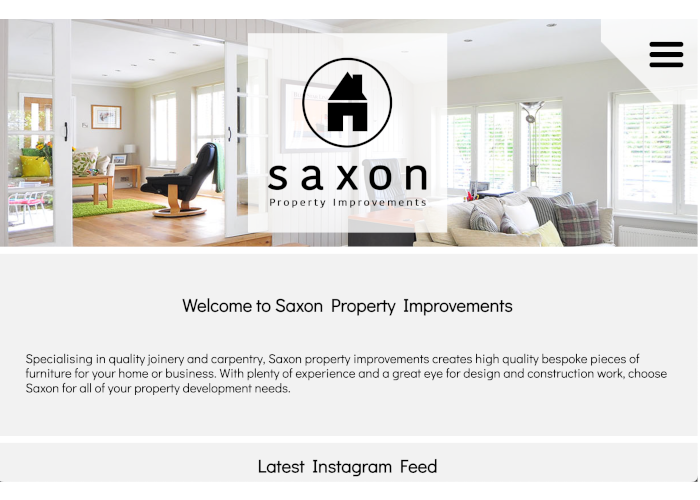 saxon
Property Improvements
Welcome to Saxon Property Improvements
Specialising in quality joinery and carpentry, Saxon property improvements creates high quality bespoke pieces of
furniture for your home or business. With plenty of experience and a great eye for design and construction work, choose
Saxon for all of your property development needs.
Latest Instagram Feed